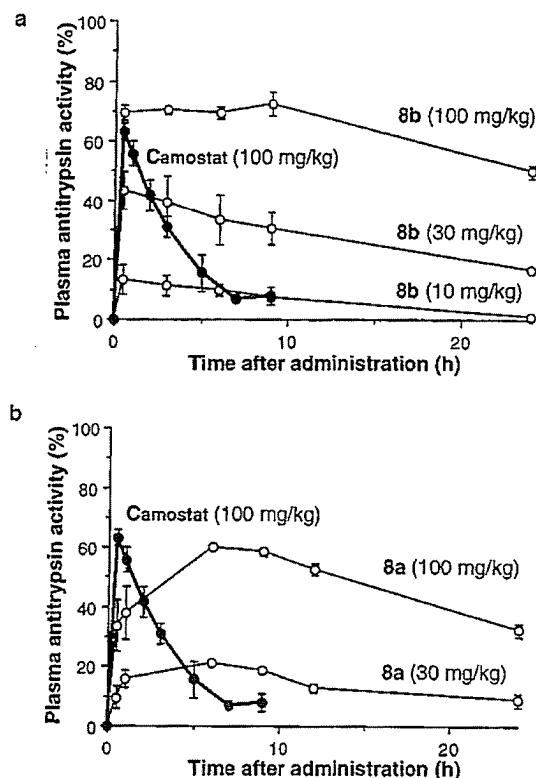 a
Plasma antitrypsin activity (%)
100
80
60
40
20
0
8b (100 mg/kg)
Camostat (100 mg/kg)
8b (30 mg/kg)
8b (10 mg/kg)
0
10
20
Time after administration (h)
b
Plasma antitrypsin activity (%)
100
80
60
40
20
0
Camostat (100 mg/kg)
8a (100 mg/kg)
8a (30 mg/kg)
0
10
20
Time after administration (h)